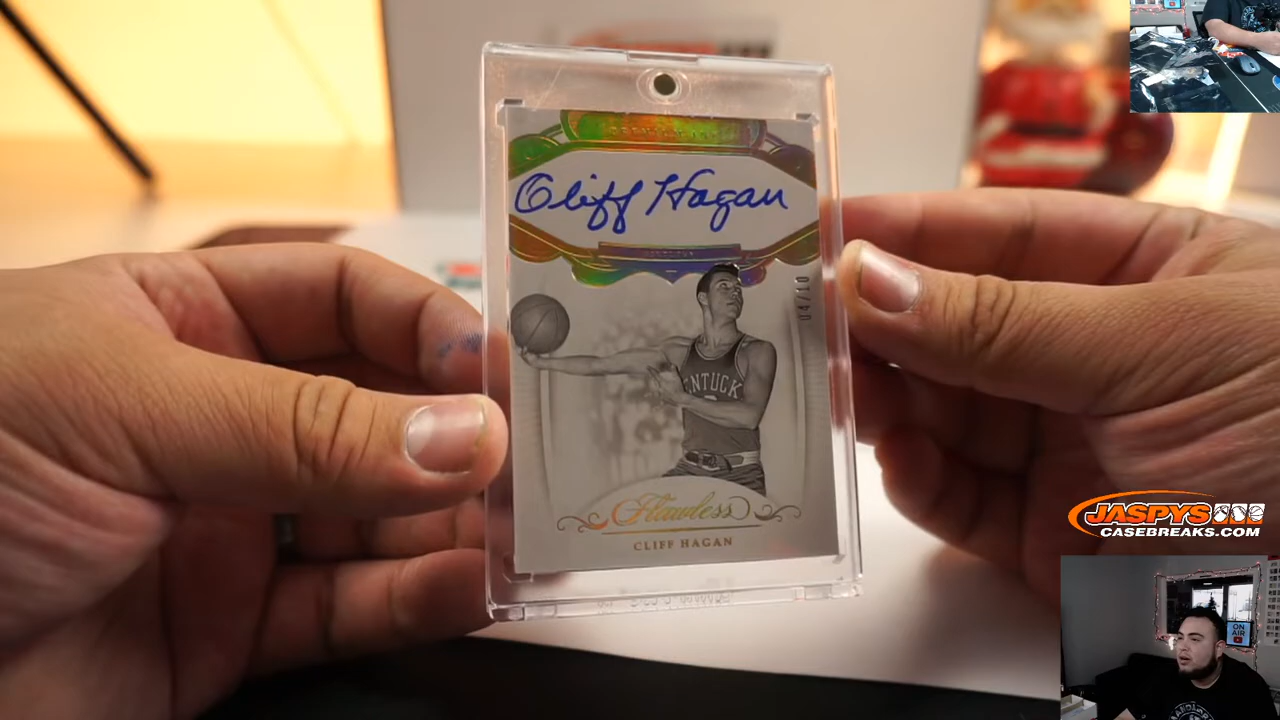 Cliff Hagan
04/10
ENTUCK
Flawless
CLIFF HAGAN
JASPYS
CASEBREAKS.COM
ON
AIR